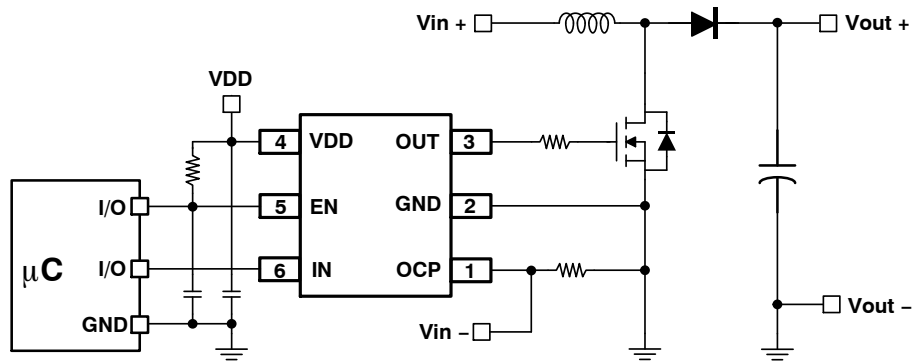 Vin +
Vout +
VDD
4 VDD OUT 3
I/O 5 EN GND 2
μC I/O 6 IN OCP 1
GND
Vin –
Vout –